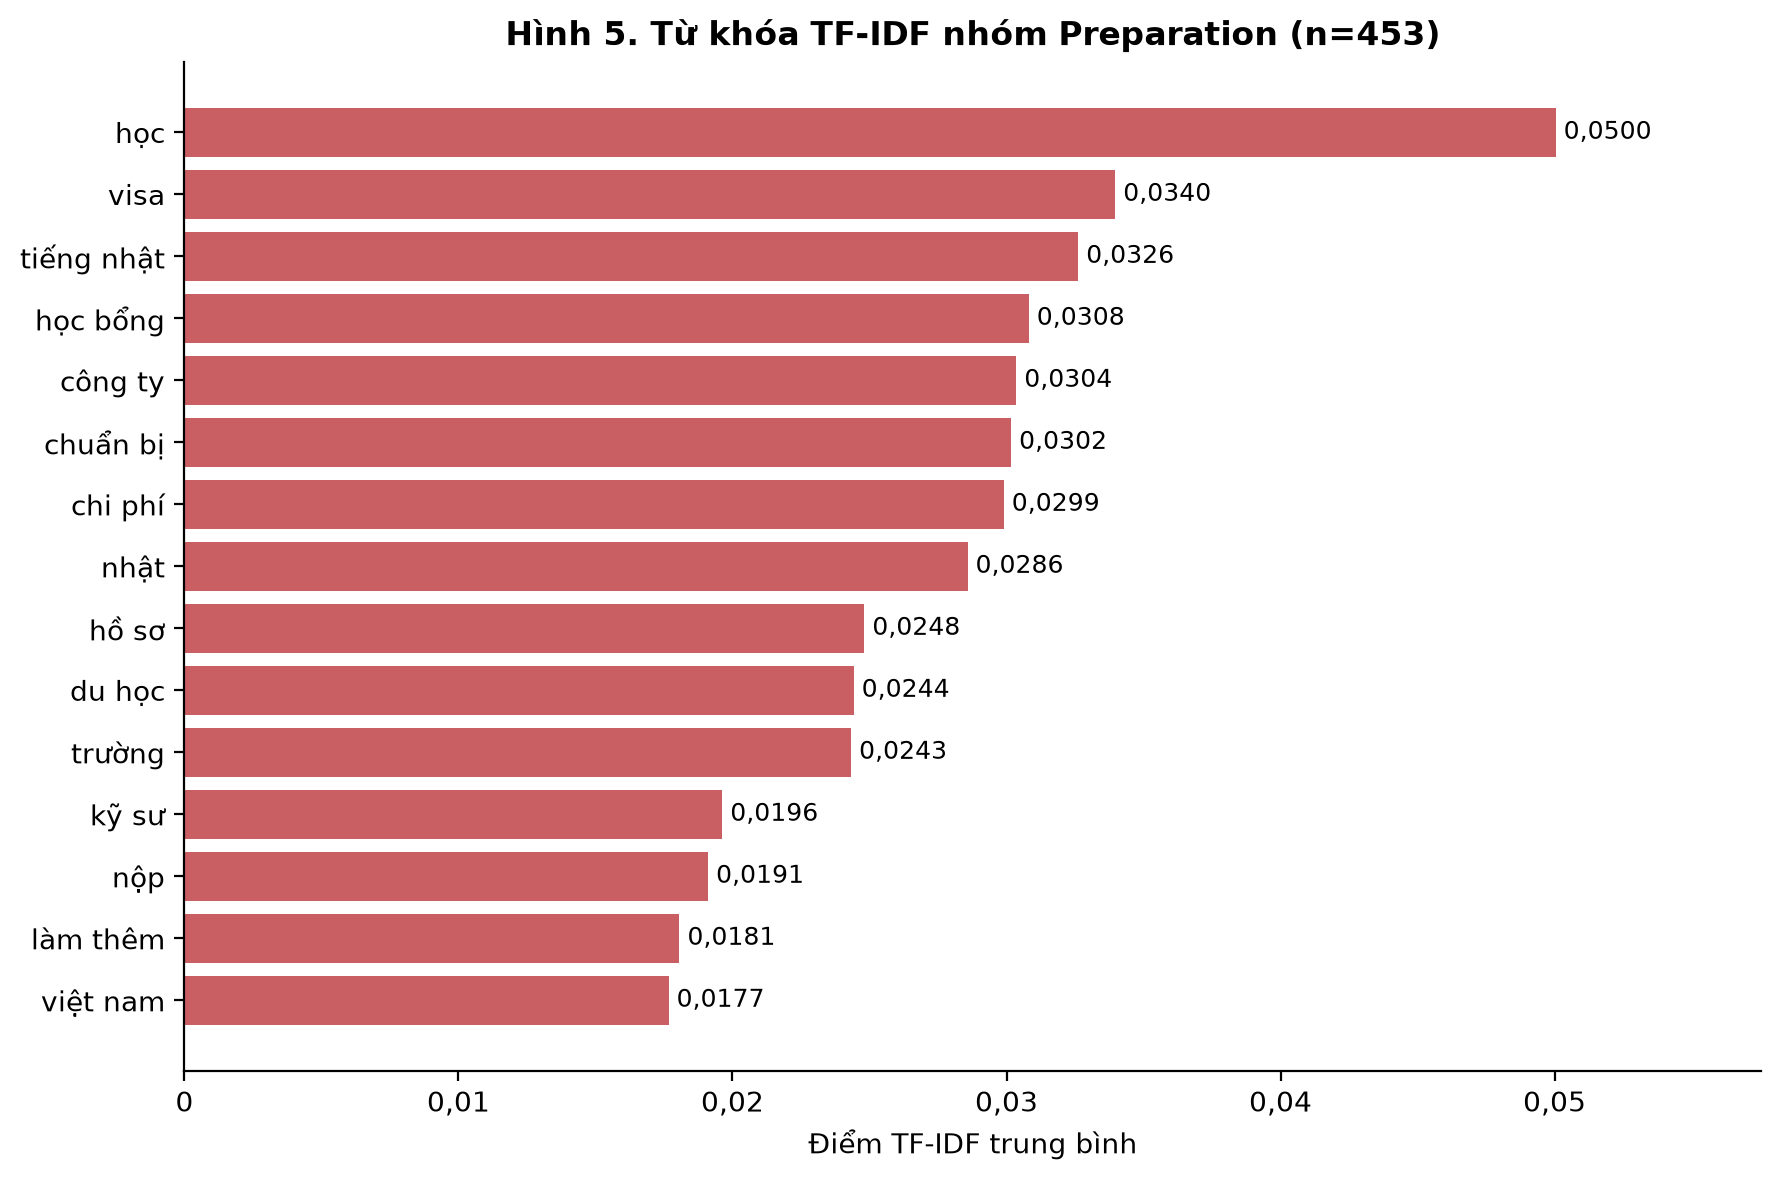 Hình 5. Từ khóa TF-IDF nhóm Preparation (n=453)
học 0,0500
visa 0,0340
tiếng nhật 0,0326
học bổng 0,0308
công ty 0,0304
chuẩn bị 0,0302
chi phí 0,0299
nhật 0,0286
hồ sơ 0,0248
du học 0,0244
trường 0,0243
kỹ sư 0,0196
nộp 0,0191
làm thêm 0,0181
việt nam 0,0177
0 0,01 0,02 0,03 0,04 0,05
Điểm TF-IDF trung bình